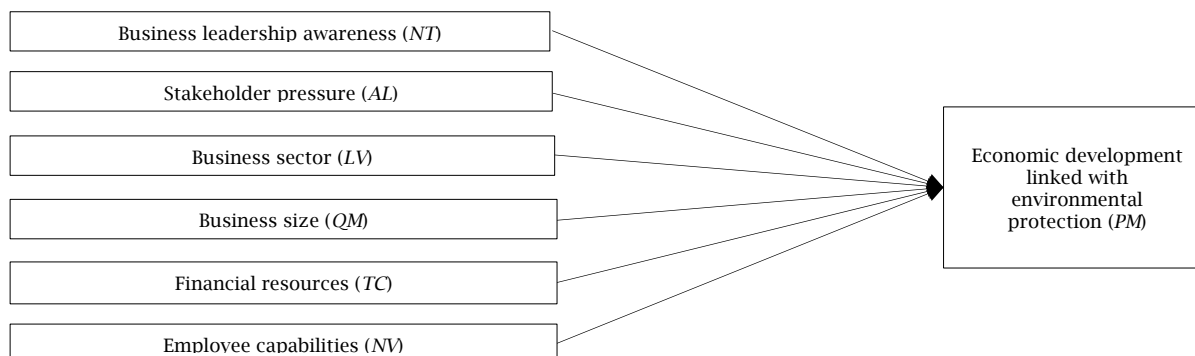 Business leadership awareness (NT)
Stakeholder pressure (AL)
Business sector (LV)
Business size (QM)
Financial resources (TC)
Employee capabilities (NV)
Economic development
linked with
environmental
protection (PM)